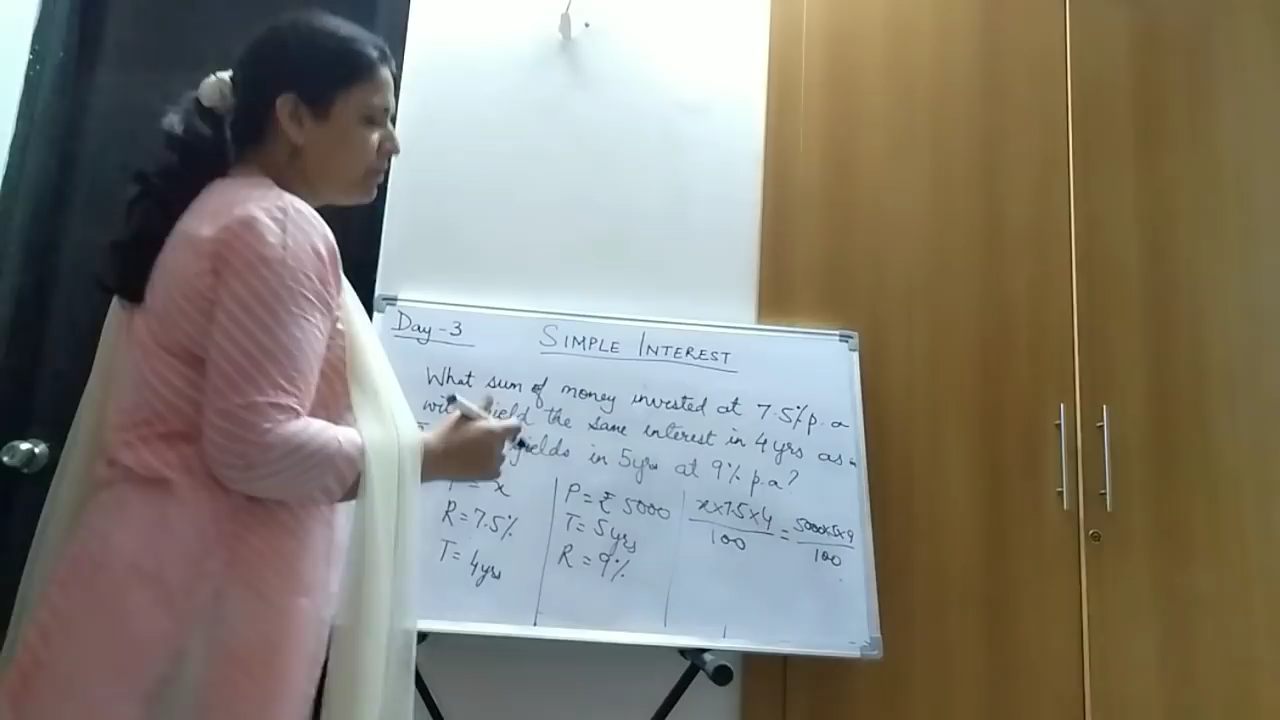 Day-3
SIMPLE INTEREST
What sum of money invested at 7.5% p.a
will yield the same interest in 4 yrs as
yields in 5yrs at 9% p.a?
P = x
R = 7.5%
T = 4yrs
P = ₹ 5000
T = 5 yrs
R = 9%
x×7.5×4/100 = 5000×5×9/100